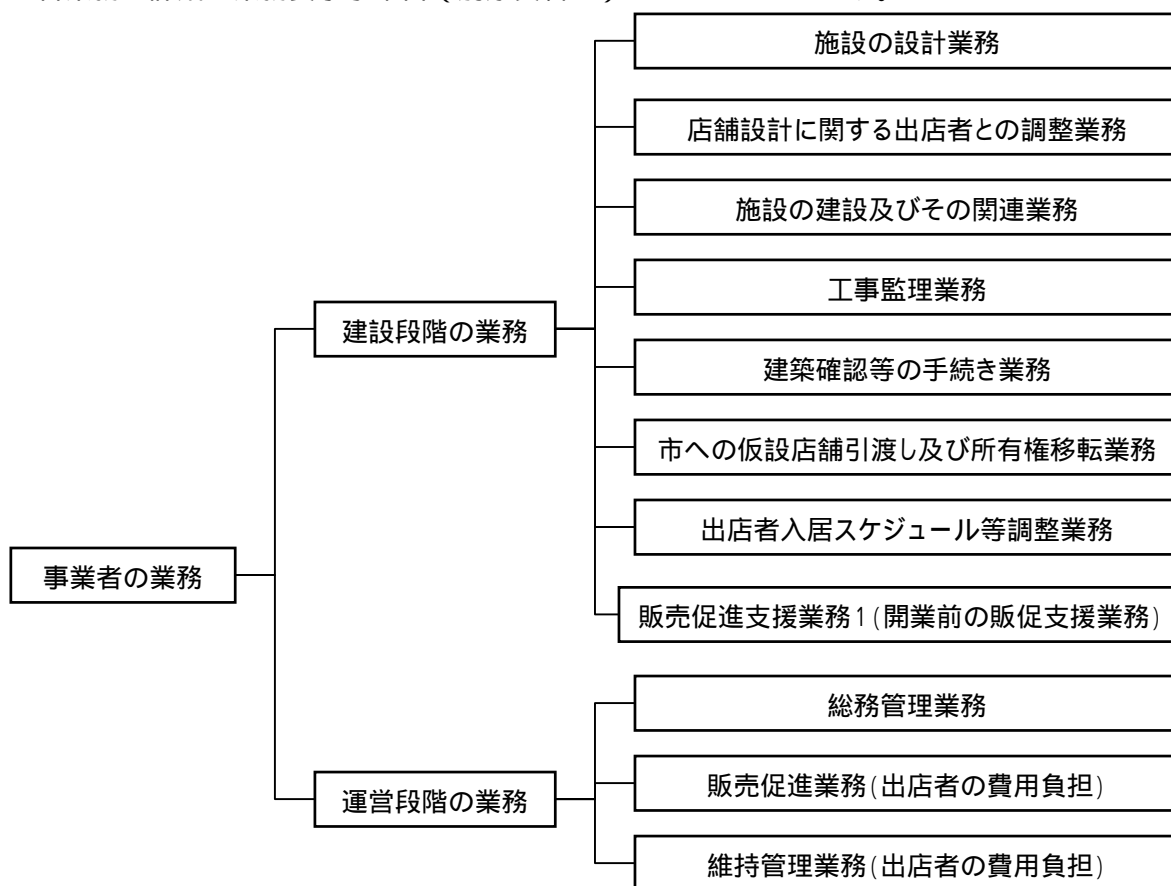 施設の設計業務
店舗設計に関する出店者との調整業務
施設の建設及びその関連業務
工事監理業務
建設段階の業務
建築確認等の手続き業務
市への仮設店舗引渡し及び所有権移転業務
出店者入居スケジュール等調整業務
事業者の業務
販売促進支援業務1(開業前の販促支援業務)
総務管理業務
販売促進業務(出店者の費用負担)
運営段階の業務
維持管理業務(出店者の費用負担)